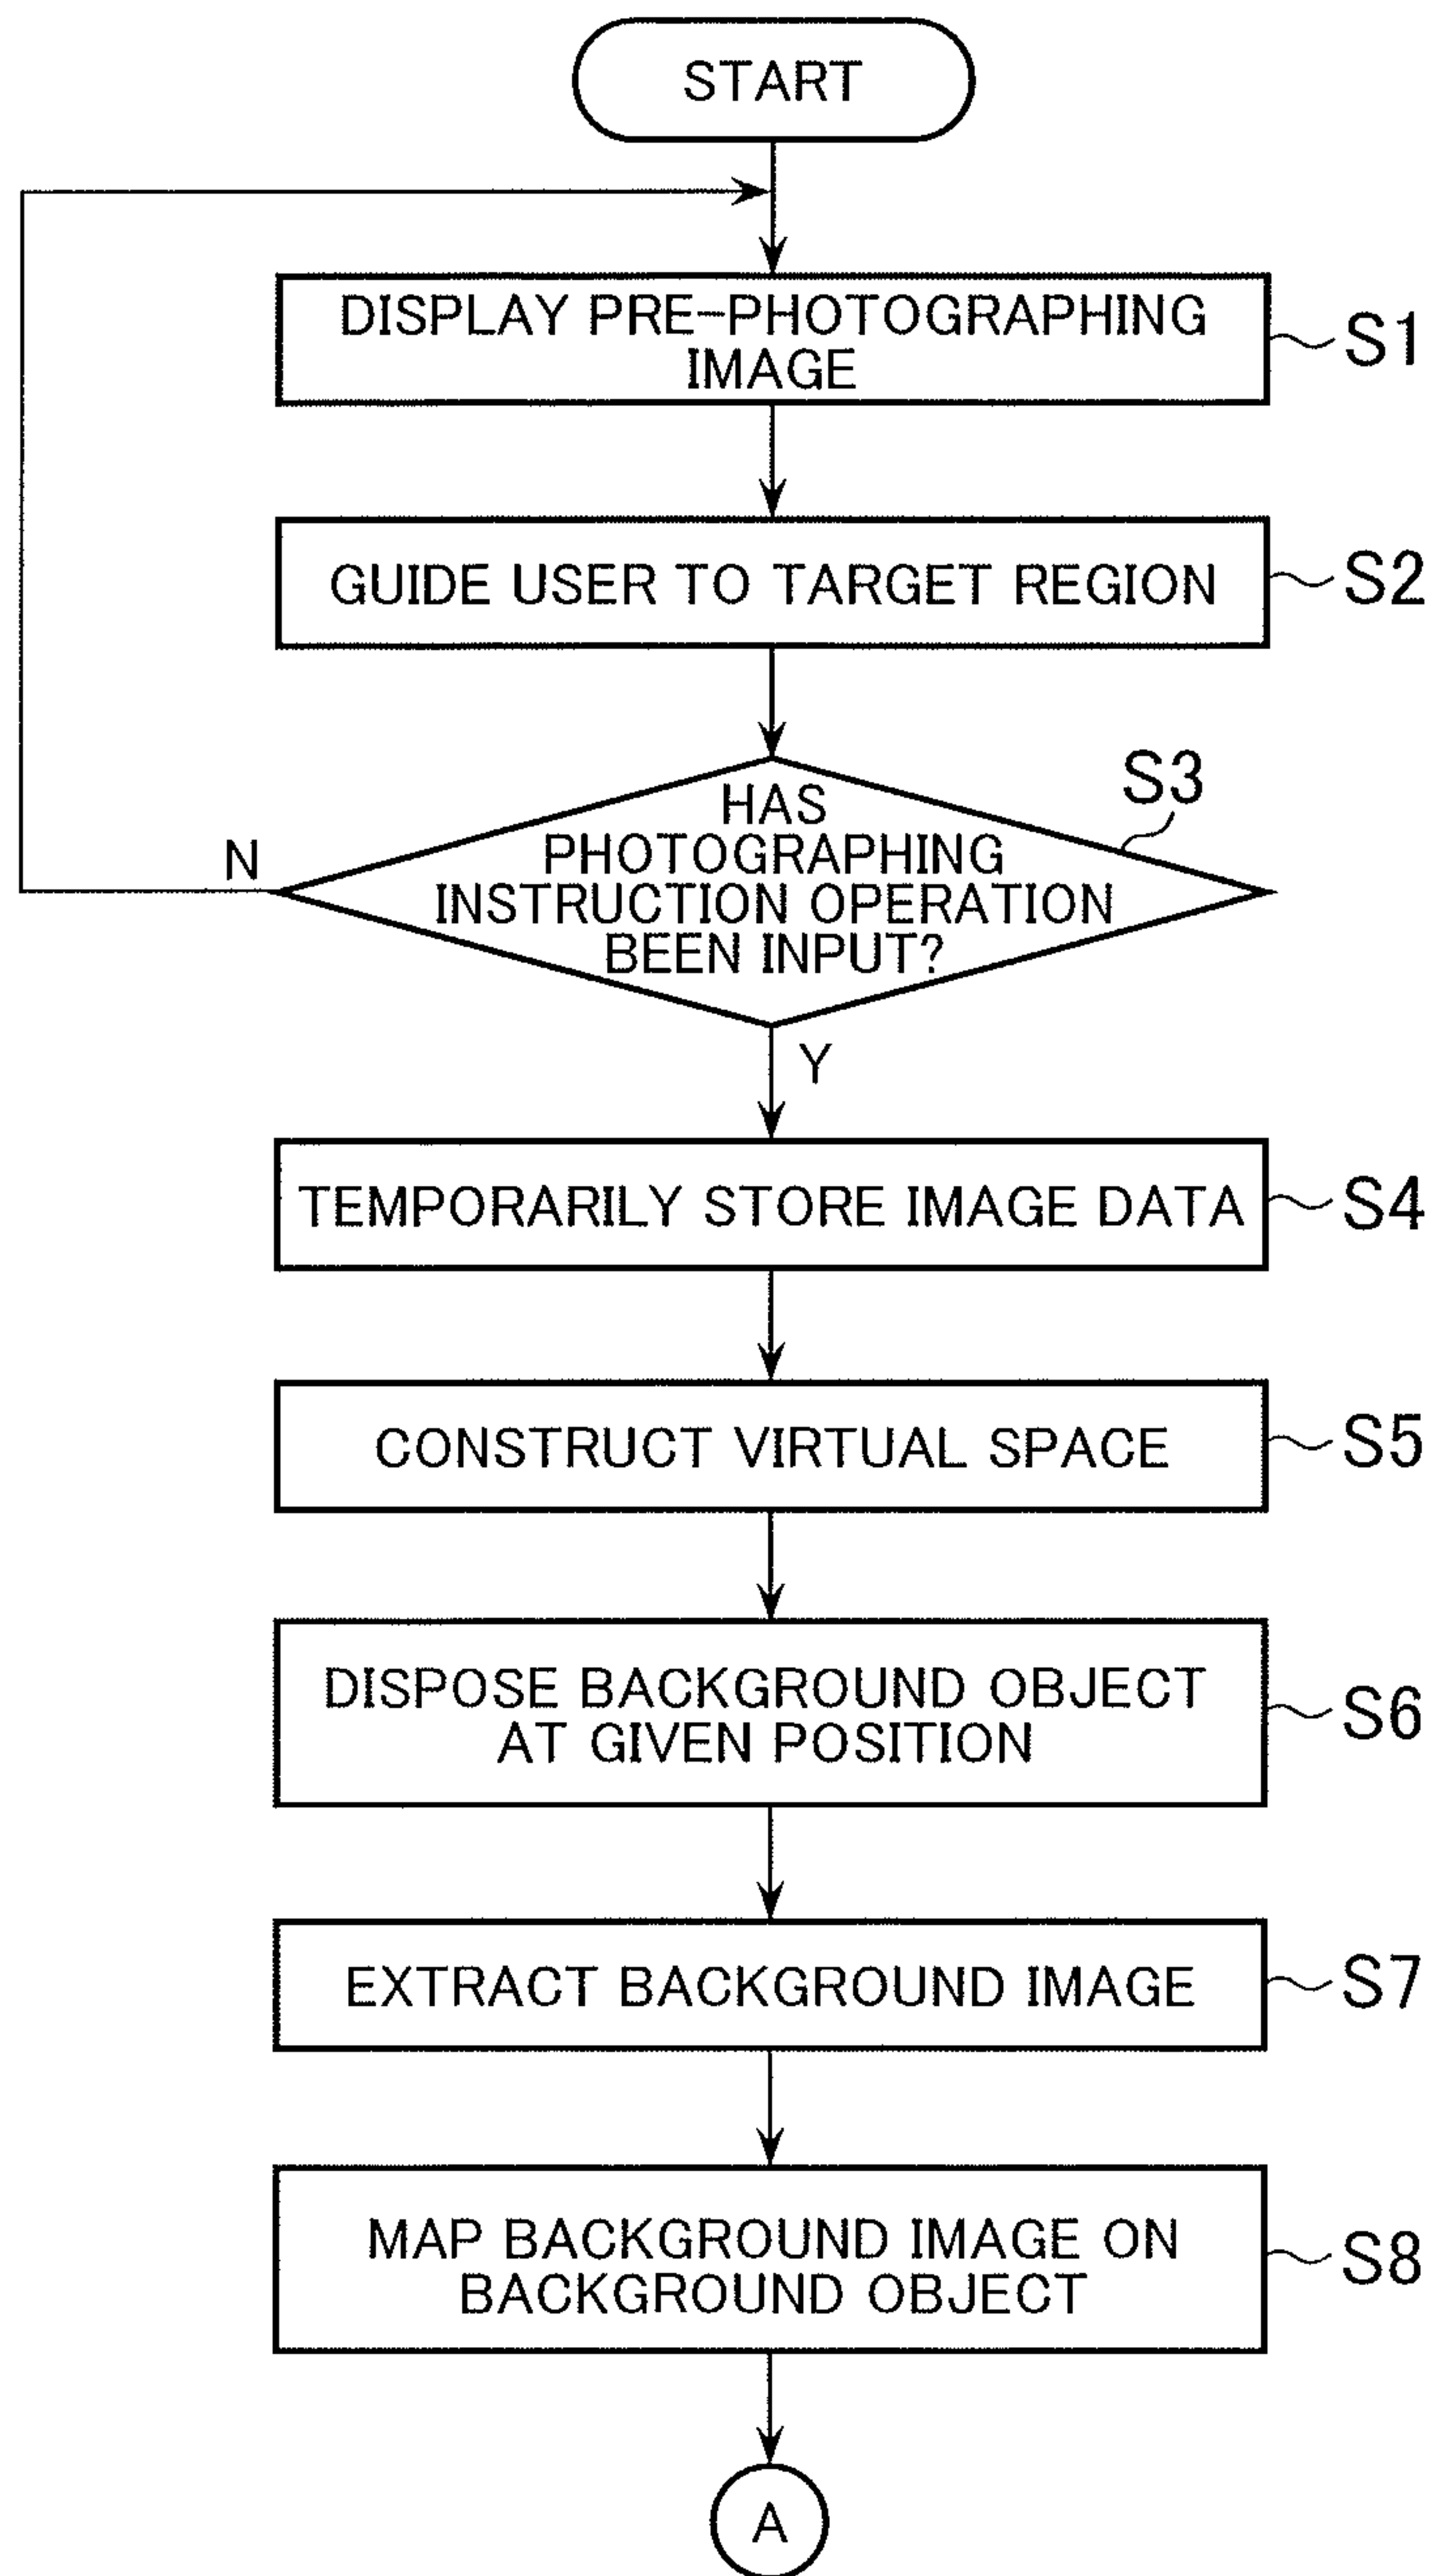 START
DISPLAY PRE-PHOTOGRAPHING
IMAGE
S1
GUIDE USER TO TARGET REGION
S2
S3
HAS
PHOTOGRAPHING
INSTRUCTION OPERATION
BEEN INPUT?
N
Y
TEMPORARILY STORE IMAGE DATA
S4
CONSTRUCT VIRTUAL SPACE
S5
DISPOSE BACKGROUND OBJECT
AT GIVEN POSITION
S6
EXTRACT BACKGROUND IMAGE
S7
MAP BACKGROUND IMAGE ON
BACKGROUND OBJECT
S8
A